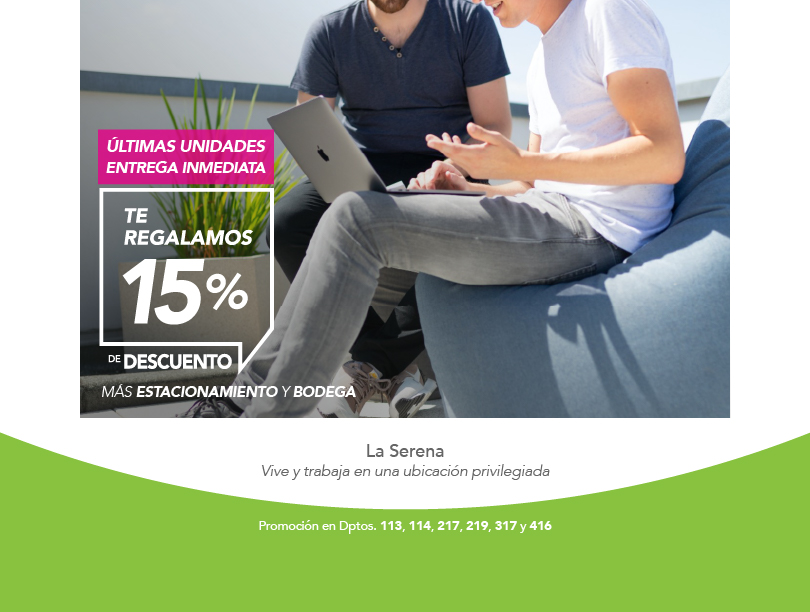 ÚLTIMAS UNIDADES
ENTREGA INMEDIATA
TE
REGALAMOS
15%
DE DESCUENTO
MÁS ESTACIONAMIENTO Y BODEGA
La Serena
Vive y trabaja en una ubicación privilegiada
Promoción en Dptos. 113, 114, 217, 219, 317 y 416